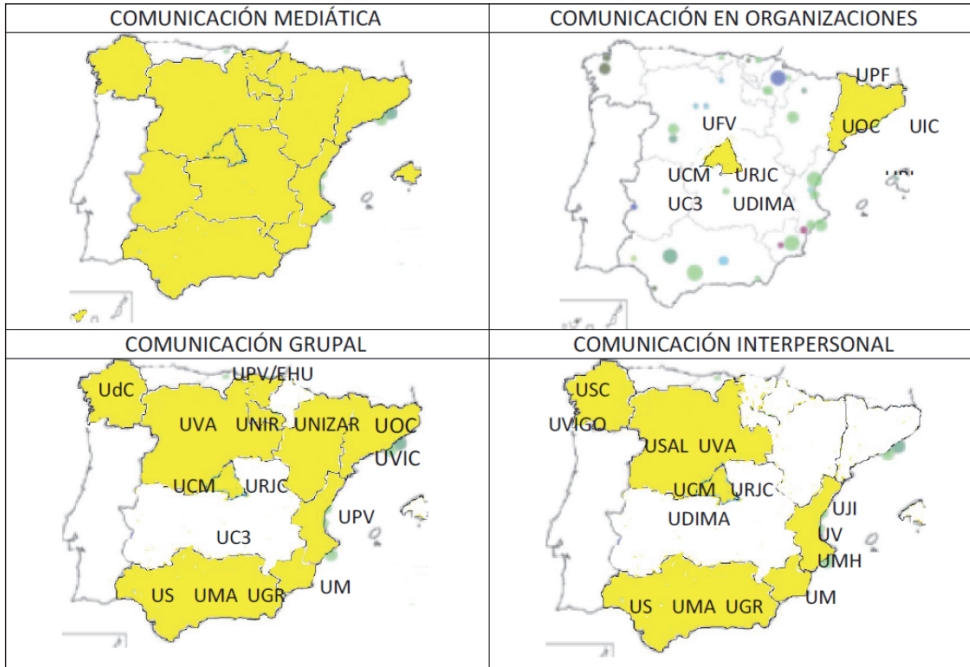 COMUNICACIÓN MEDIÁTICA
COMUNICACIÓN EN ORGANIZACIONES
UPF
UFV
UOC UIC
UCM URJC
UC3 UDIMA
COMUNICACIÓN GRUPAL
COMUNICACIÓN INTERPERSONAL
UPV/EHU
UdC
UVA UNIR UNIZAR UOC
UVIC
UCM URJC
UPV
UC3
UM
US UMA UGR
USC
UVIGO
USAL UVA
UCM URJC
UJI
UDIMA
UV
UMH
UM
US UMA UGR